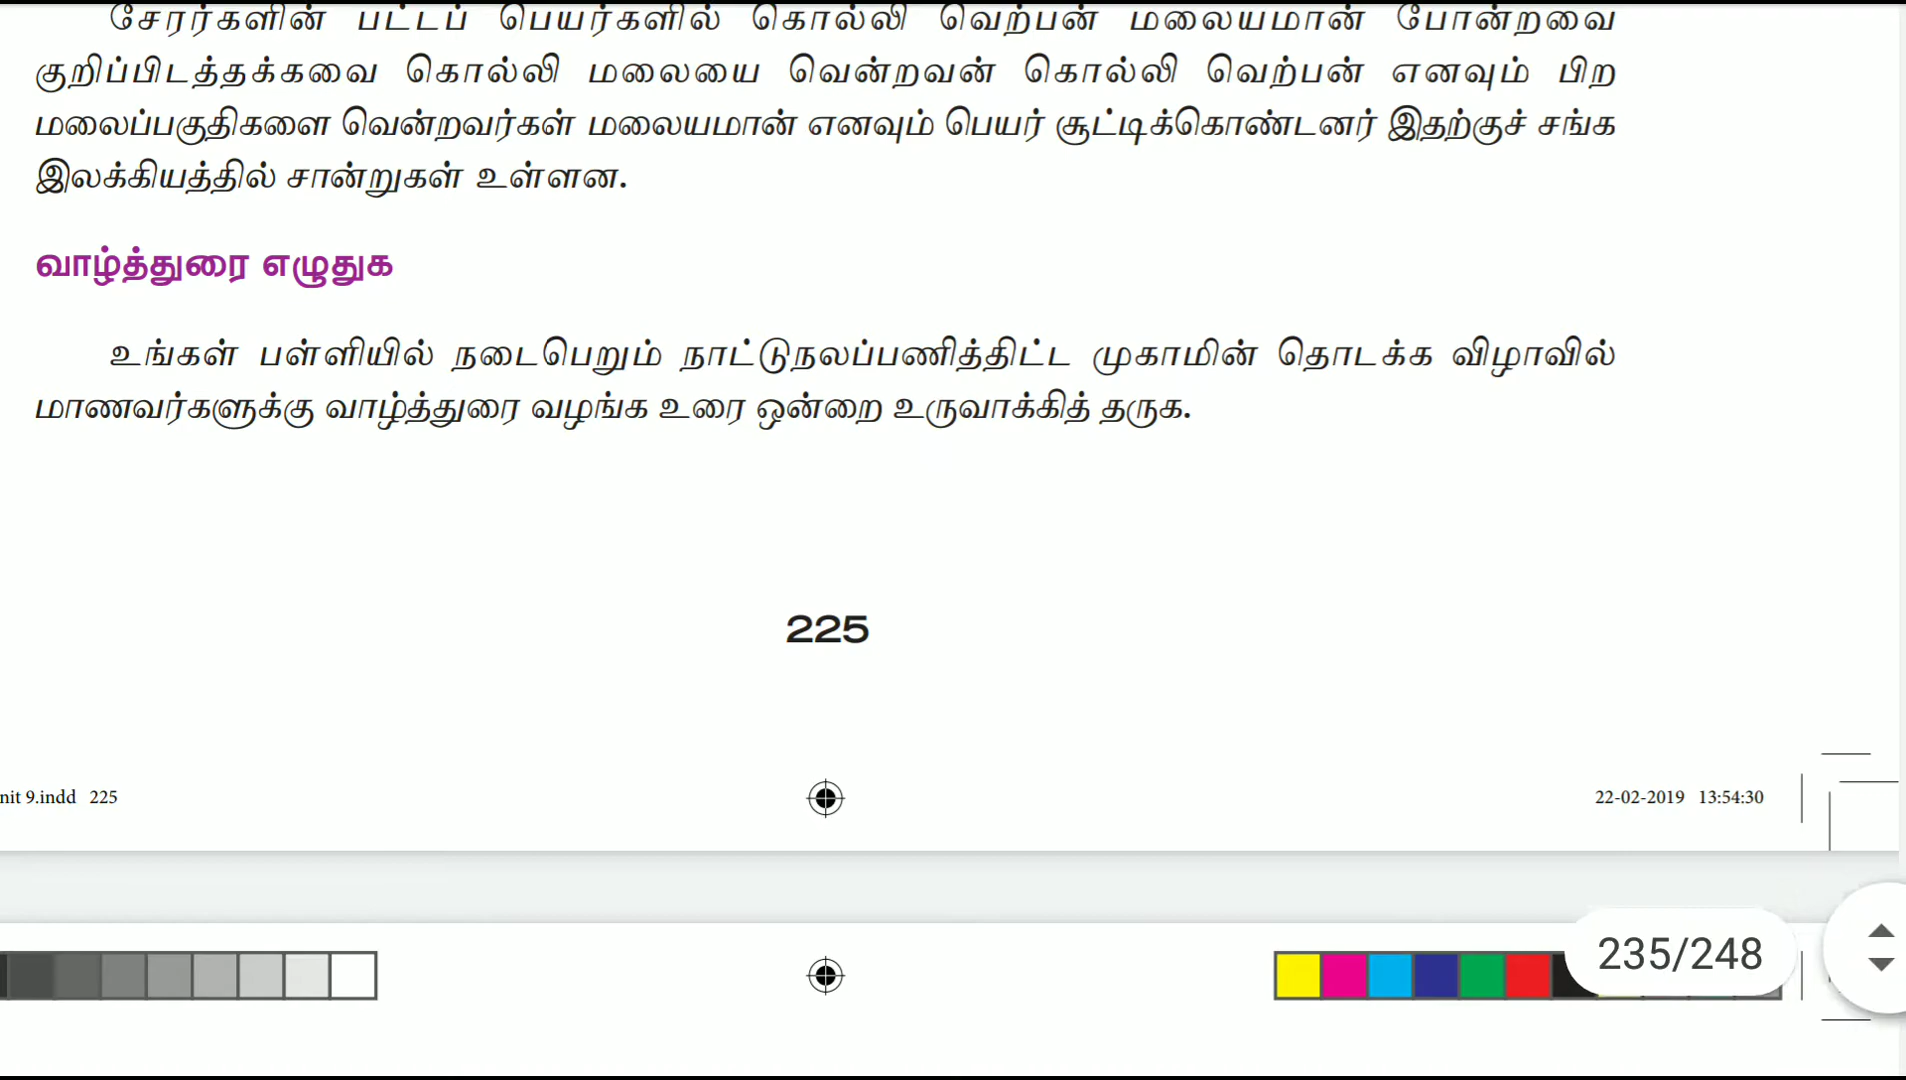 சேரர்களின் பட்டப் பெயர்களில் கொல்லி வெற்பன் மலையமான் போன்றவை
குறிப்பிடத்தக்கவை கொல்லி மலையை வென்றவன் கொல்லி வெற்பன் எனவும் பிற
மலைப்பகுதிகளை வென்றவர்கள் மலையமான் எனவும் பெயர் சூட்டிக்கொண்டனர் இதற்குச் சங்க
இலக்கியத்தில் சான்றுகள் உள்ளன.
வாழ்த்துரை எழுதுக
உங்கள் பள்ளியில் நடைபெறும் நாட்டுநலப்பணித்திட்ட முகாமின் தொடக்க விழாவில்
மாணவர்களுக்கு வாழ்த்துரை வழங்க உரை ஒன்றை உருவாக்கித் தருக.
225
nit 9.indd 225
22-02-2019 13:54:30
235/248